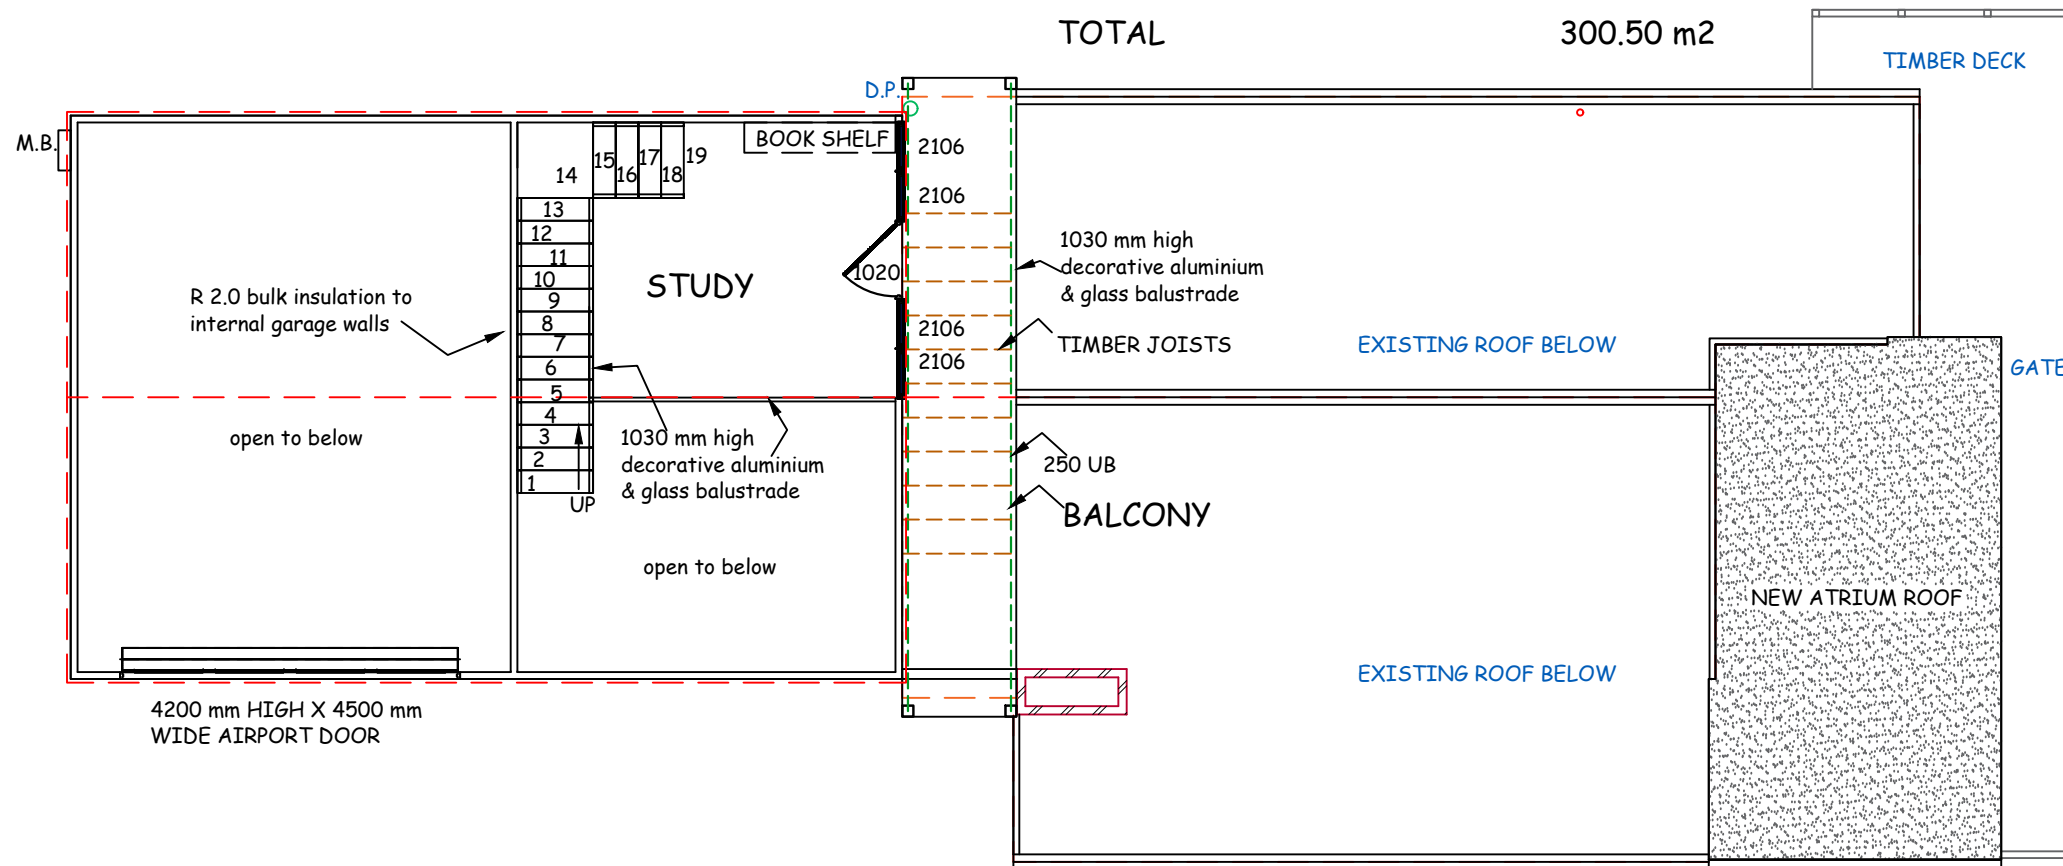 TOTAL 300.50 m2
TIMBER DECK
D.P.
M.B.
BOOK SHELF
2106
2106
15 16 17 18 19
14
13
12
11
10
9
8
7
6
5
4
3
2
1
UP
STUDY
1020
R 2.0 bulk insulation to
internal garage walls
1030 mm high
decorative aluminium
& glass balustrade
2106
2106
TIMBER JOISTS
EXISTING ROOF BELOW
GATE
open to below
1030 mm high
decorative aluminium
& glass balustrade
250 UB
BALCONY
open to below
NEW ATRIUM ROOF
EXISTING ROOF BELOW
4200 mm HIGH X 4500 mm
WIDE AIRPORT DOOR